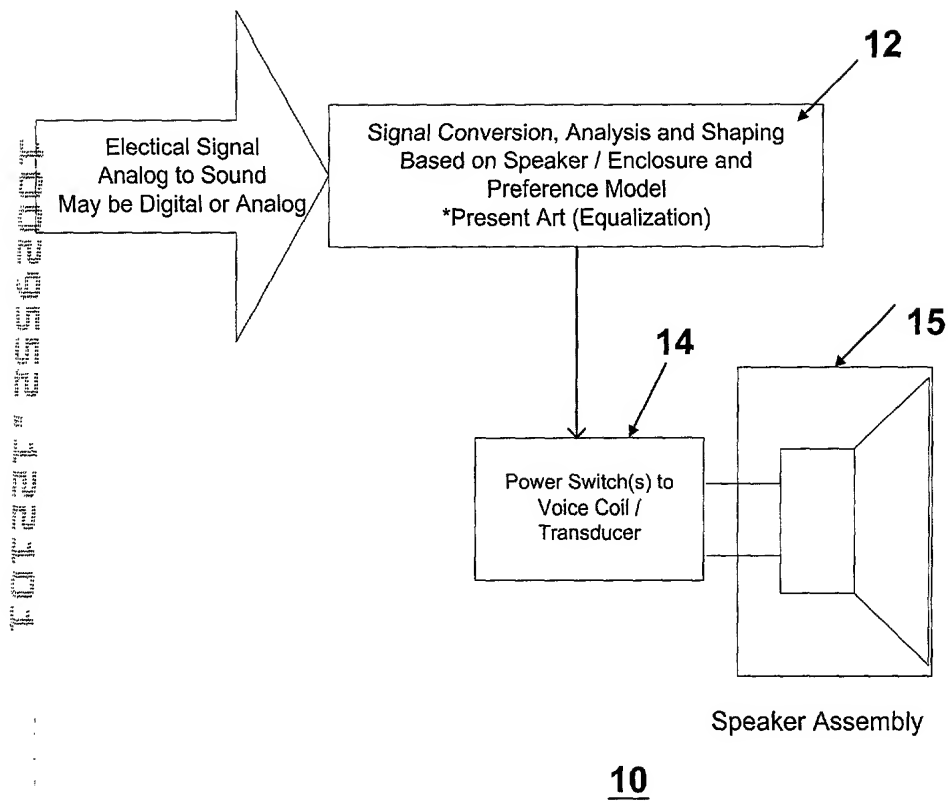 12
Electical Signal
Analog to Sound
May be Digital or Analog
Signal Conversion, Analysis and Shaping
Based on Speaker / Enclosure and
Preference Model
*Present Art (Equalization)
14
15
Power Switch(s) to
Voice Coil /
Transducer
Speaker Assembly
10